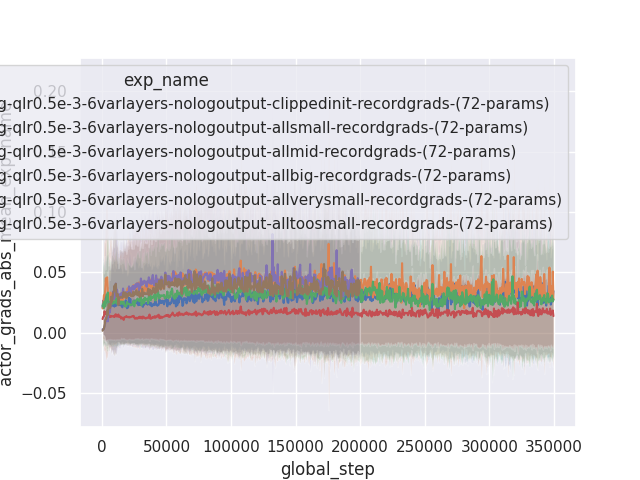 exp_name
g-qlr0.5e-3-6varlayers-nologoutput-clippedinit-recordgrads-(72-params)
g-qlr0.5e-3-6varlayers-nologoutput-allsmall-recordgrads-(72-params)
g-qlr0.5e-3-6varlayers-nologoutput-allmid-recordgrads-(72-params)
g-qlr0.5e-3-6varlayers-nologoutput-allbig-recordgrads-(72-params)
g-qlr0.5e-3-6varlayers-nologoutput-allverysmall-recordgrads-(72-params)
g-qlr0.5e-3-6varlayers-nologoutput-alltoosmall-recordgrads-(72-params)
0.20
0.10
0.05
0.00
−0.05
actor_grads_abs_
0 50000 100000 150000 200000 250000 300000 350000
global_step